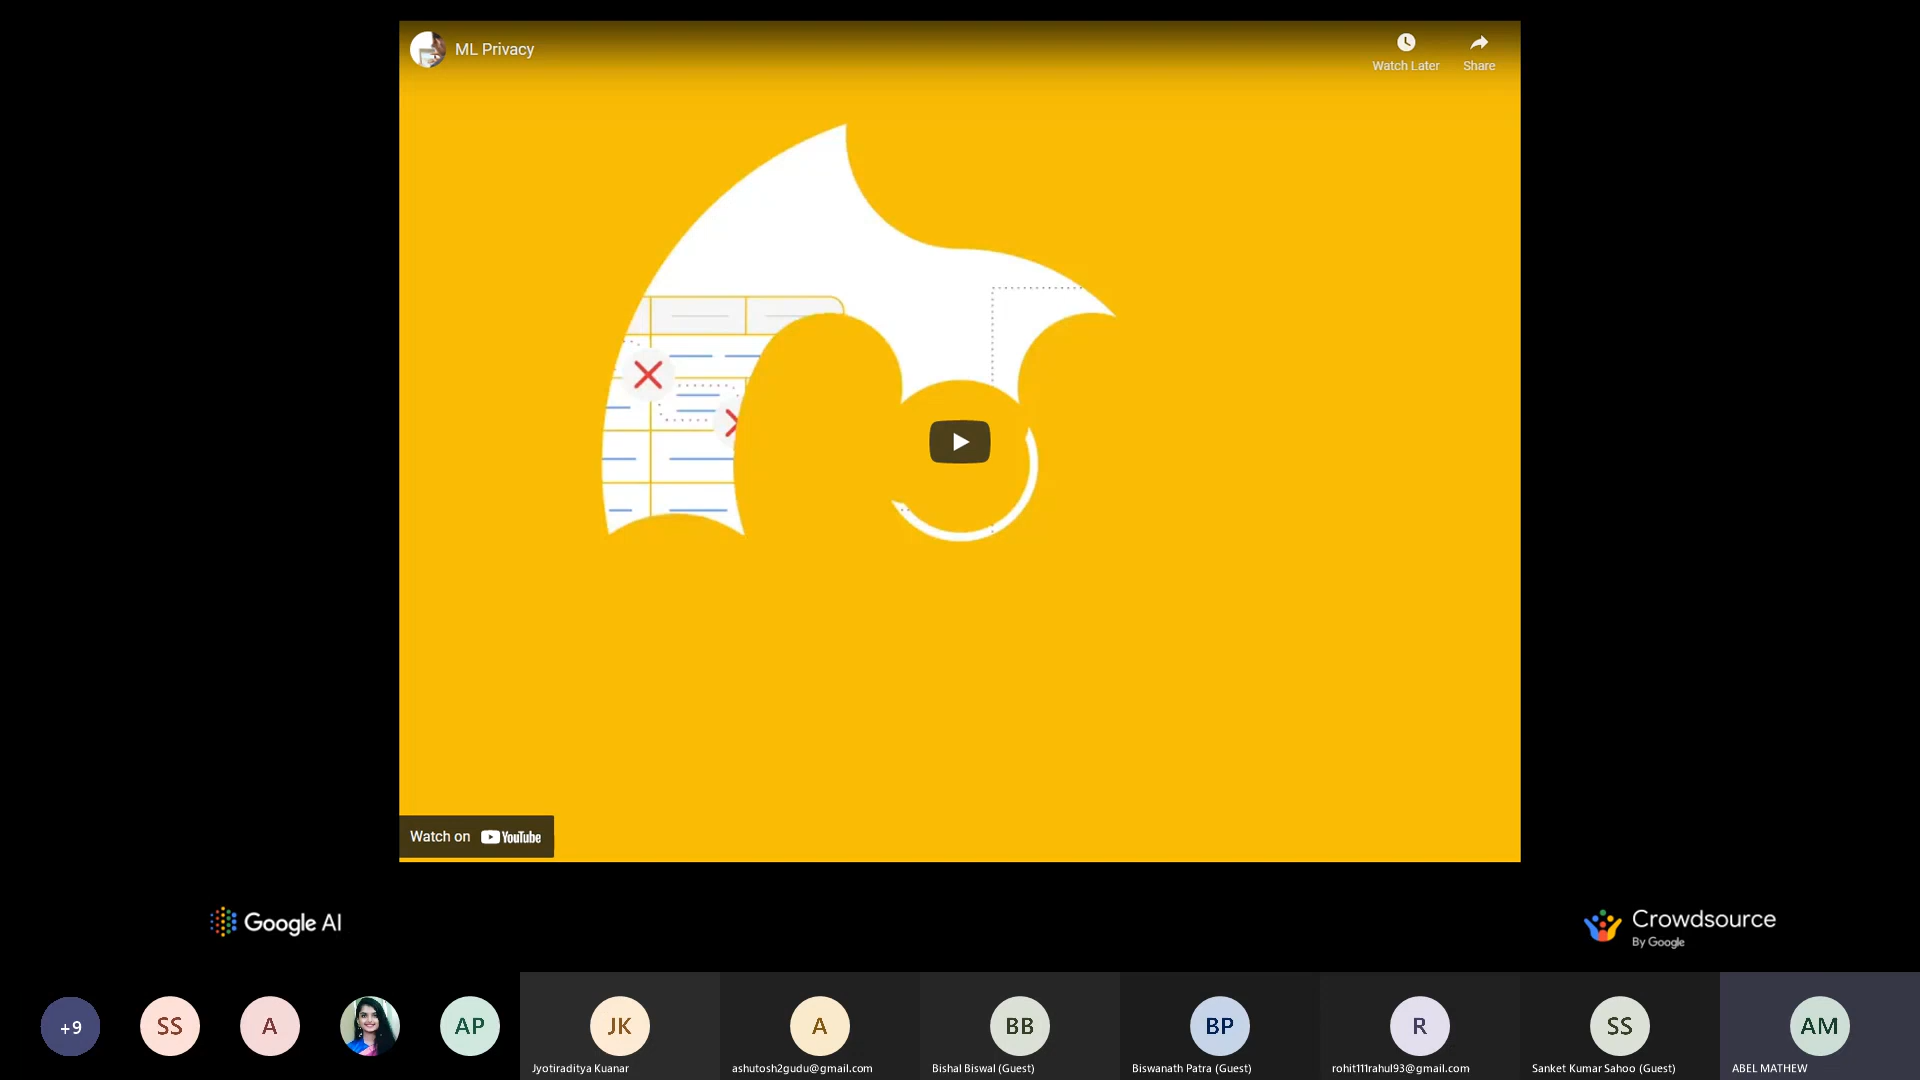 ML Privacy
Watch Later
Share
Watch on YouTube
Google AI
Crowdsource
By Google
+9
SS
A
AP
JK
A
BB
BP
R
SS
AM
Jyotiraditya Kuanar
ashutosh2gudu@gmail.com
Bishal Biswal (Guest)
Biswanath Patra (Guest)
rohit111rahul93@gmail.com
Sanket Kumar Sahoo (Guest)
ABEL MATHEW